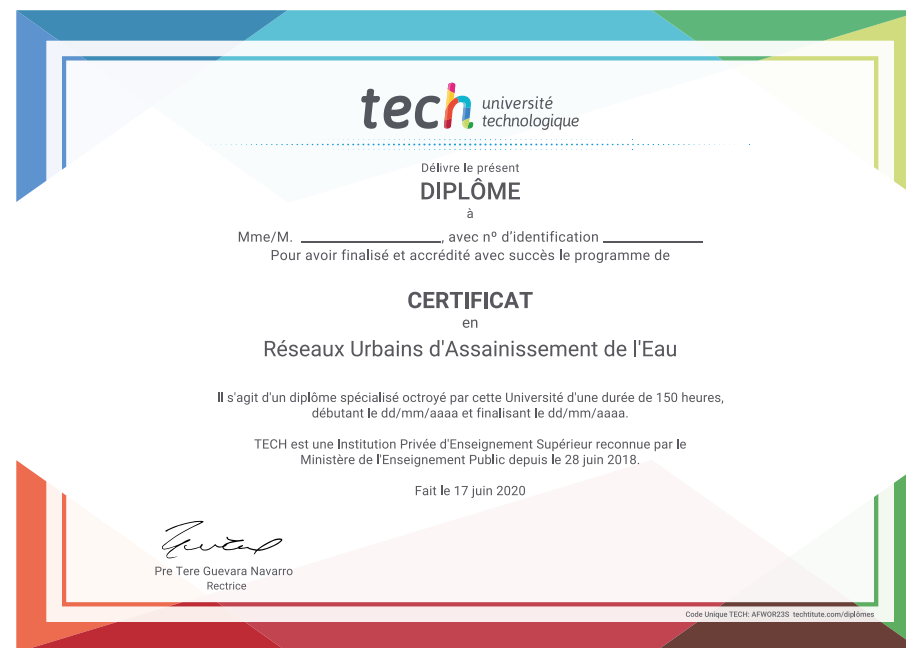 tech université
technologique
Délivre le présent
DIPLÔME
à
Mme/M. ____________________, avec nº d'identification ______________
Pour avoir finalisé et accrédité avec succès le programme de
CERTIFICAT
en
Réseaux Urbains d'Assainissement de l'Eau
Il s'agit d'un diplôme spécialisé octroyé par cette Université d'une durée de 150 heures,
débutant le dd/mm/aaaa et finalisant le dd/mm/aaaa.
TECH est une Institution Privée d'Enseignement Supérieur reconnue par le
Ministère de l'Enseignement Public depuis le 28 juin 2018.
Fait le 17 juin 2020
Pre Tere Guevara Navarro
Rectrice
Code Unique TECH: AFWOR23S techtitute.com/diplômes